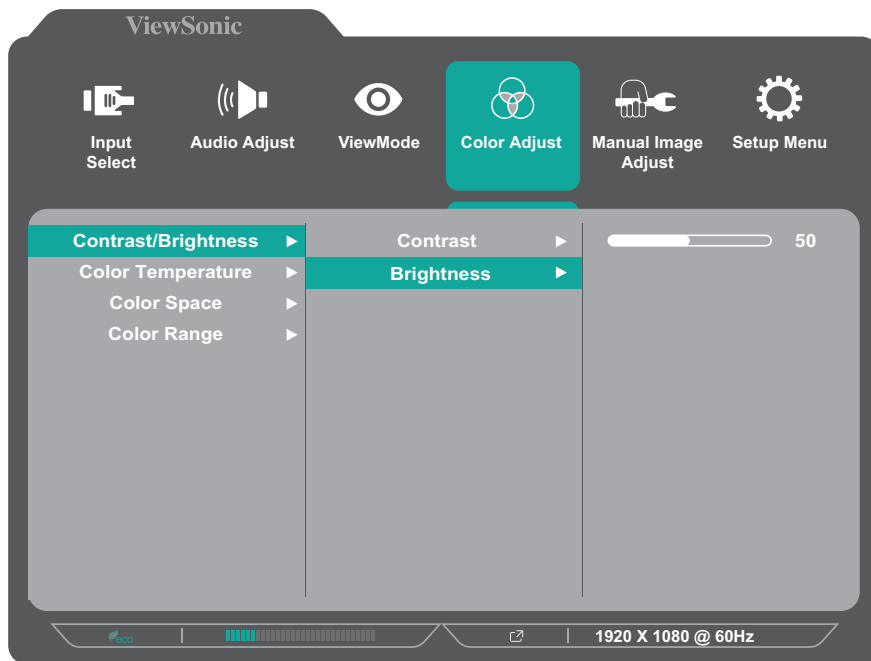 ViewSonic
Input Select
Audio Adjust
ViewMode
Color Adjust
Manual Image Adjust
Setup Menu
Contrast/Brightness
Contrast
50
Color Temperature
Brightness
Color Space
Color Range
eco
1920 X 1080 @ 60Hz